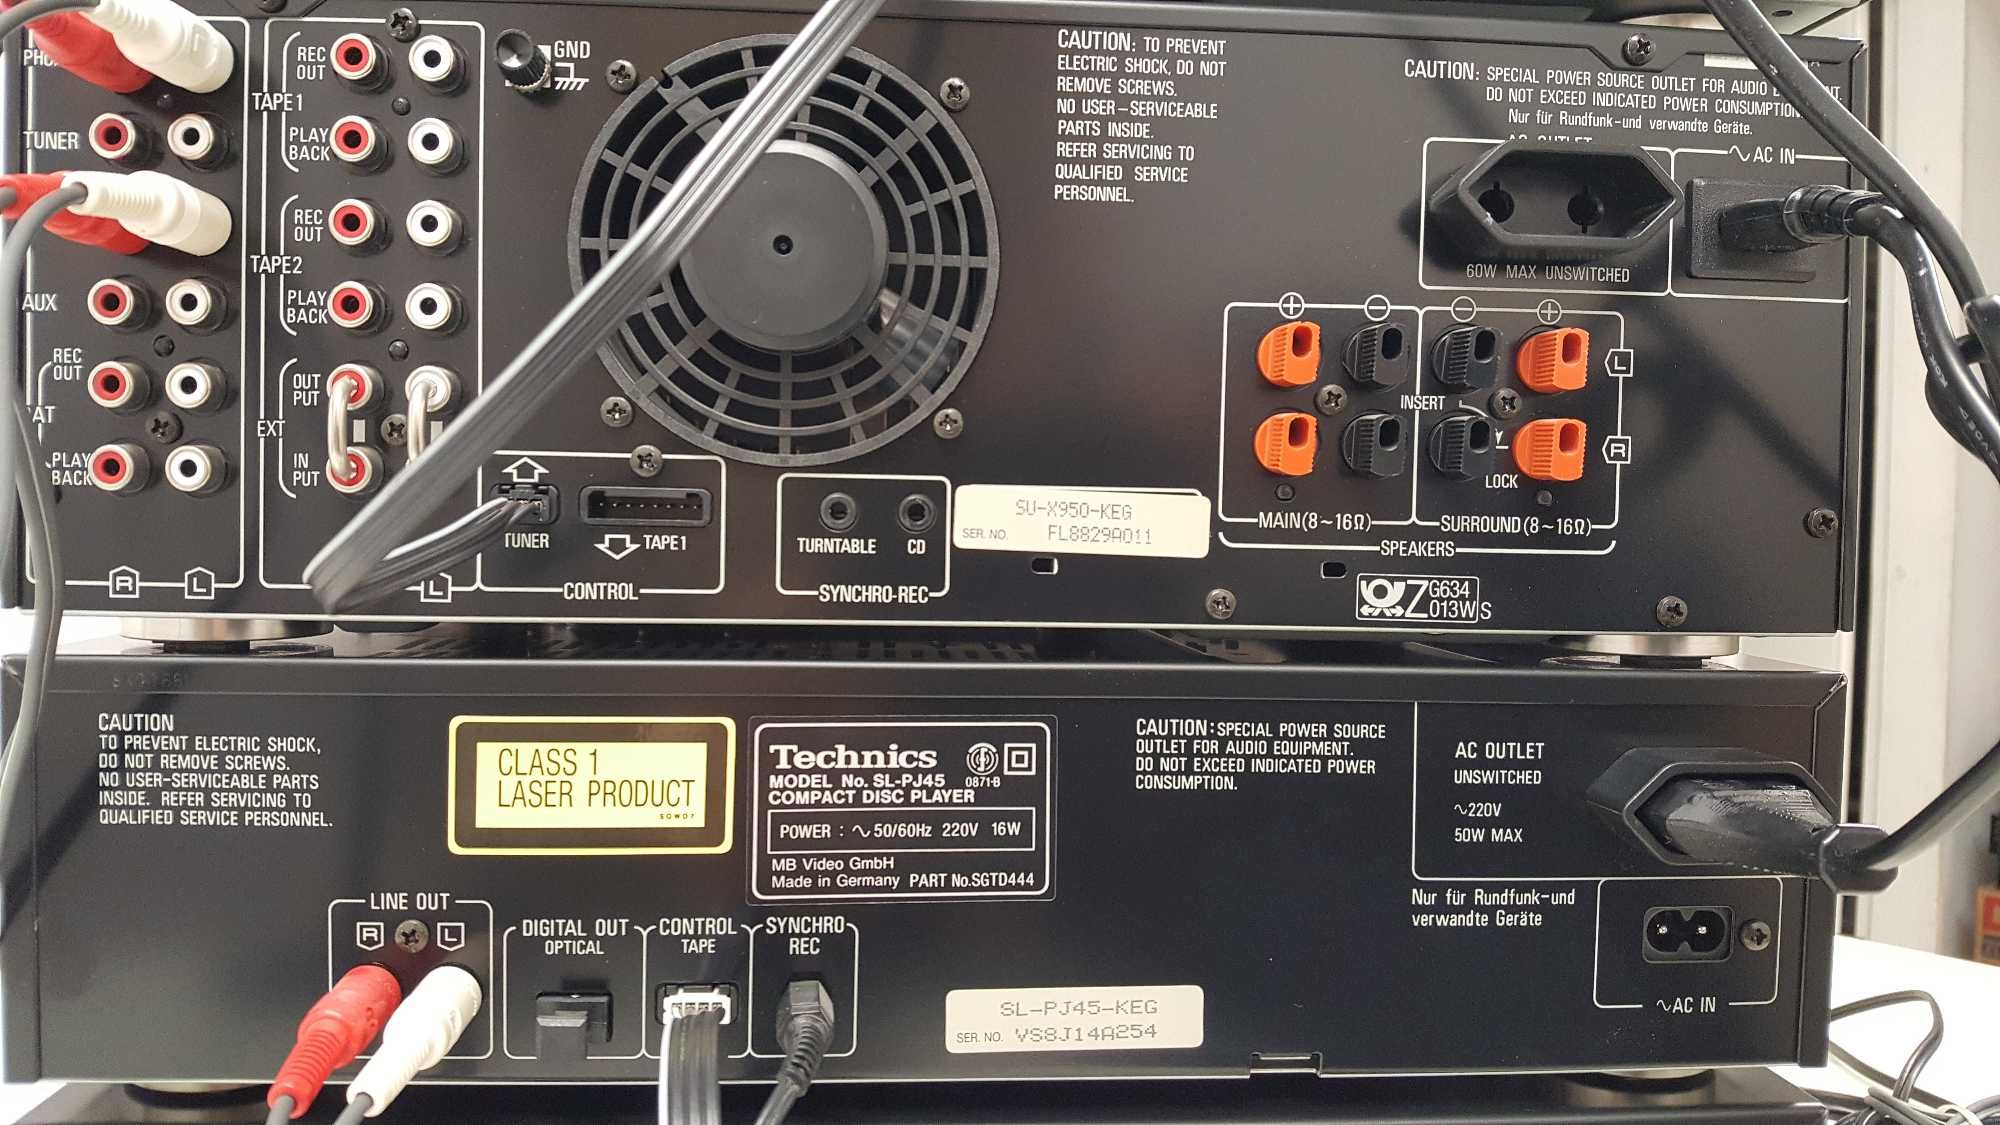 TUNER
AUX
REC
OUT
PLAY
BACK
R
L
REC
OUT
TAPE1
PLAY
BACK
REC
OUT
TAPE2
PLAY
BACK
OUT
PUT
EXT
IN
PUT
L
GND
TUNER
TAPE1
CONTROL
TURNTABLE
CD
SYNCHRO-REC
CAUTION: TO PREVENT
ELECTRIC SHOCK, DO NOT
REMOVE SCREWS.
NO USER-SERVICEABLE
PARTS INSIDE.
REFER SERVICING TO
QUALIFIED SERVICE
PERSONNEL.
SU-X950-KEG
SER. NO. FL8829A011
CAUTION: SPECIAL POWER SOURCE OUTLET FOR AUDIO
DO NOT EXCEED INDICATED POWER CONSUMPTION.
Nur für Rundfunk-und verwandte Geräte.
AC OUTLET
60W MAX UNSWITCHED
∿ AC IN
+ − − +
L
INSERT
R
LOCK
MAIN(8~16Ω)
SURROUND(8~16Ω)
SPEAKERS
Z G634
013W S
CAUTION
TO PREVENT ELECTRIC SHOCK,
DO NOT REMOVE SCREWS.
NO USER-SERVICEABLE PARTS
INSIDE. REFER SERVICING TO
QUALIFIED SERVICE PERSONNEL.
CLASS 1
LASER PRODUCT
SQWD7
Technics
MODEL No. SL-PJ45
0871-B
COMPACT DISC PLAYER
POWER : ∿ 50/60Hz 220V 16W
MB Video GmbH
Made in Germany PART No.SGTD444
CAUTION: SPECIAL POWER SOURCE
OUTLET FOR AUDIO EQUIPMENT.
DO NOT EXCEED INDICATED POWER
CONSUMPTION.
AC OUTLET
UNSWITCHED
∿220V
50W MAX
Nur für Rundfunk-und
verwandte Geräte
∿AC IN
LINE OUT
R L
DIGITAL OUT
OPTICAL
CONTROL
TAPE
SYNCHRO
REC
SL-PJ45-KEG
SER. NO. VS8J14A254